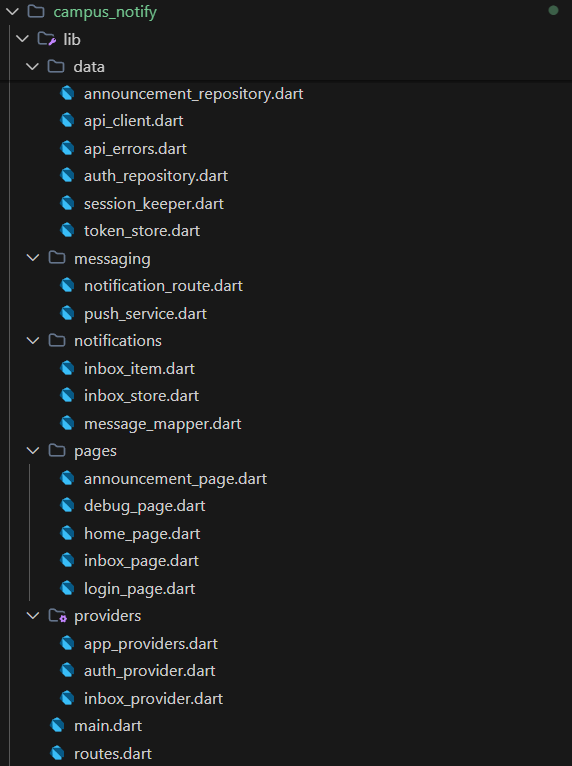 campus_notify
lib
data
announcement_repository.dart
api_client.dart
api_errors.dart
auth_repository.dart
session_keeper.dart
token_store.dart
messaging
notification_route.dart
push_service.dart
notifications
inbox_item.dart
inbox_store.dart
message_mapper.dart
pages
announcement_page.dart
debug_page.dart
home_page.dart
inbox_page.dart
login_page.dart
providers
app_providers.dart
auth_provider.dart
inbox_provider.dart
main.dart
routes.dart